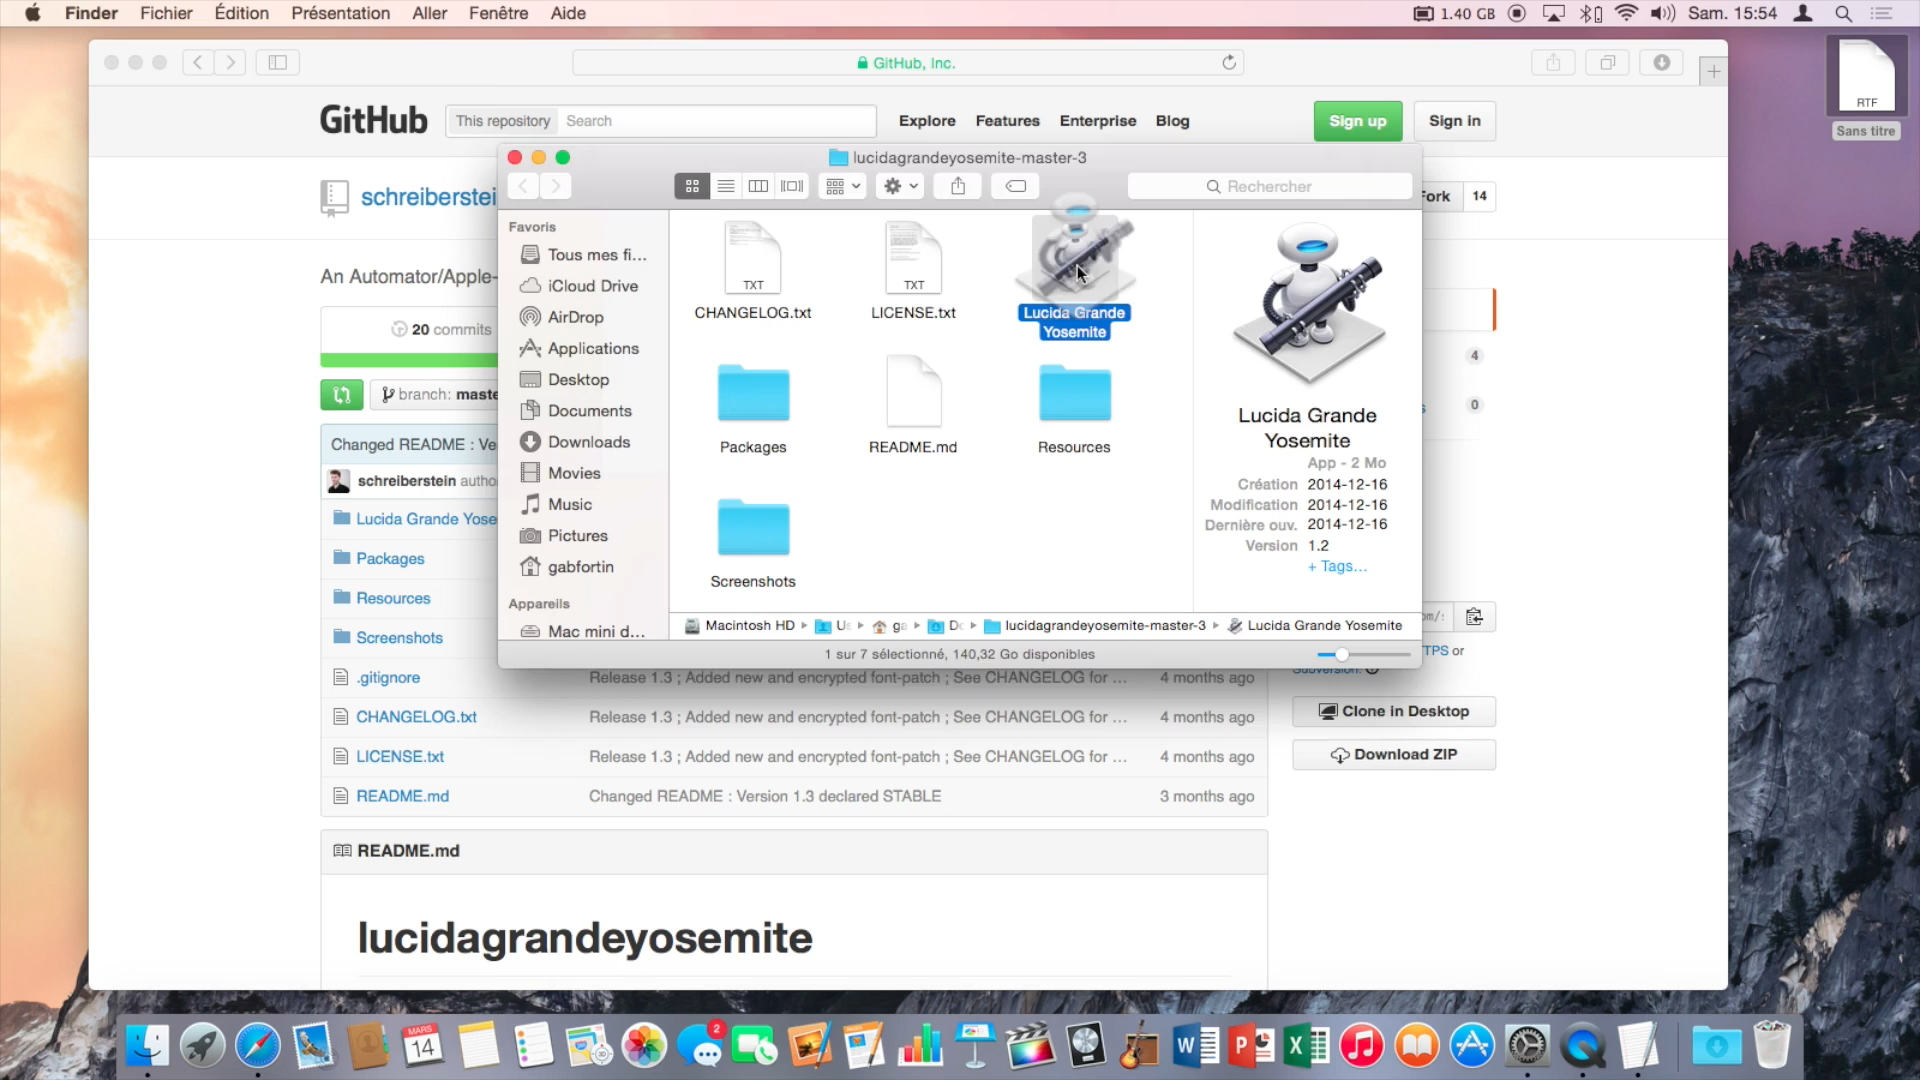 Finder Fichier Édition Présentation Aller Fenêtre Aide 1.40 GB Sam. 15:54
GitHub, Inc.
RTF
Sans titre
GitHub This repository Search Explore Features Enterprise Blog Sign up Sign in
lucidagrandeyosemite-master-3
Rechercher
schreiberstei
Fork 14
An Automator/Apple-
20 commits
branch: maste
Changed README : Ve
schreiberstein autho
Lucida Grande Yose
Packages
Resources
Screenshots
Favoris
Tous mes fi...
iCloud Drive
AirDrop
Applications
Desktop
Documents
Downloads
Movies
Music
Pictures
gabfortin
Appareils
Mac mini d...
TXT
CHANGELOG.txt
TXT
LICENSE.txt
Lucida Grande
Yosemite
Packages
README.md
Resources
Screenshots
Lucida Grande
Yosemite
App - 2 Mo
Création 2014-12-16
Modification 2014-12-16
Dernière ouv. 2014-12-16
Version 1.2
+ Tags...
4
0
Macintosh HD lucidagrandeyosemite-master-3 Lucida Grande Yosemite
1 sur 7 sélectionné, 140,32 Go disponibles
TPS or
Subversion.
.gitignore Release 1.3 ; Added new and encrypted font-patch ; See CHANGELOG for … 4 months ago
CHANGELOG.txt Release 1.3 ; Added new and encrypted font-patch ; See CHANGELOG for … 4 months ago
LICENSE.txt Release 1.3 ; Added new and encrypted font-patch ; See CHANGELOG for … 4 months ago
README.md Changed README : Version 1.3 declared STABLE 3 months ago
Clone in Desktop
Download ZIP
README.md
lucidagrandeyosemite
MARS
14
2